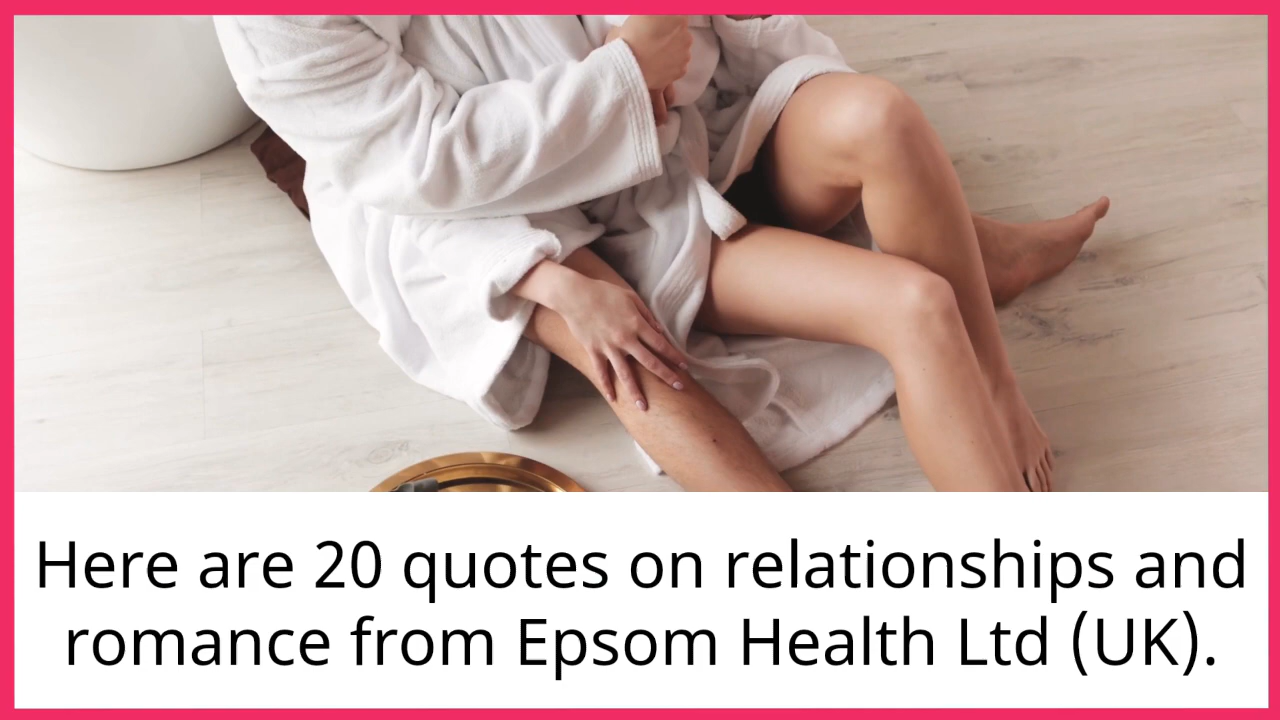 Here are 20 quotes on relationships and
romance from Epsom Health Ltd (UK).